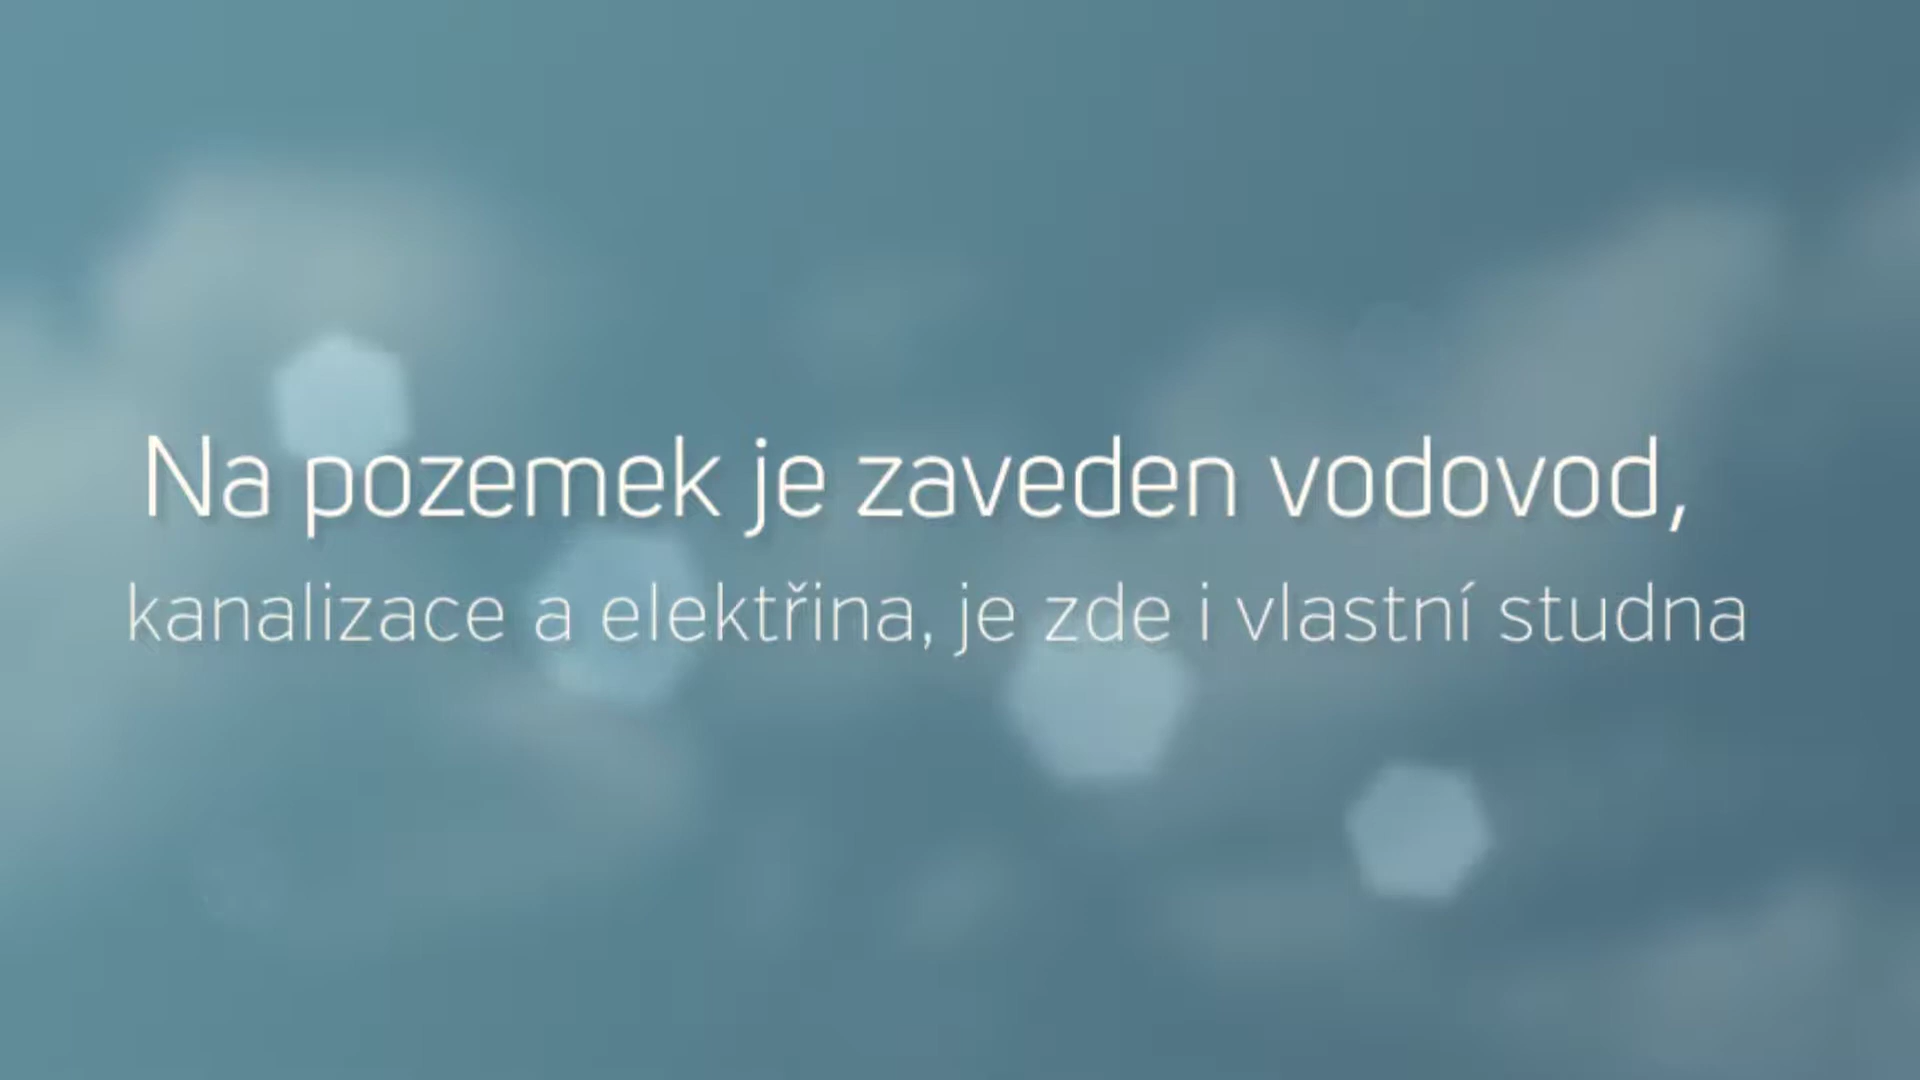 Na pozemek je zaveden vodovod,
kanalizace a elektřina, je zde i vlastní studna